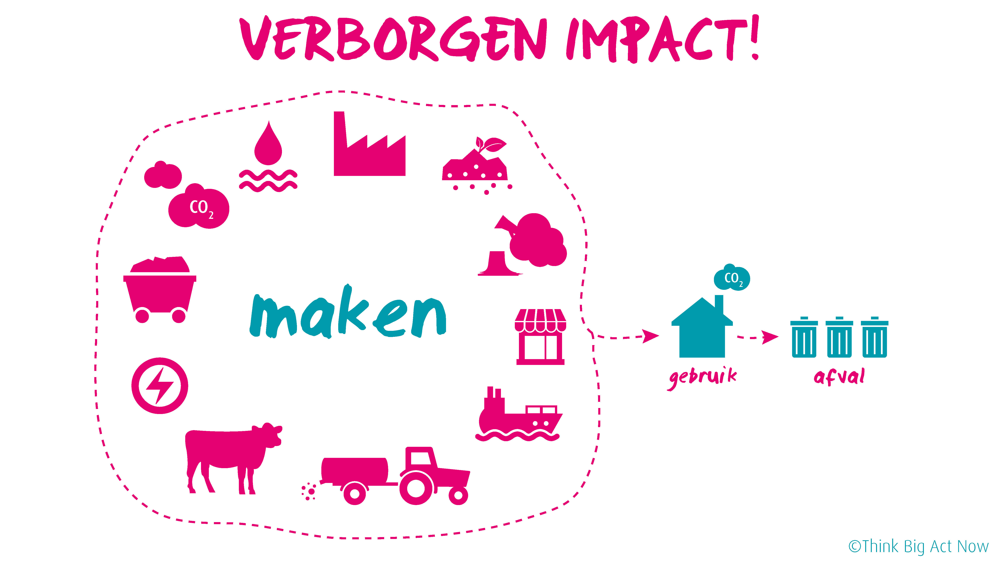 VERBORGEN IMPACT!
CO₂
maken
CO₂
gebruik
afval
©Think Big Act Now